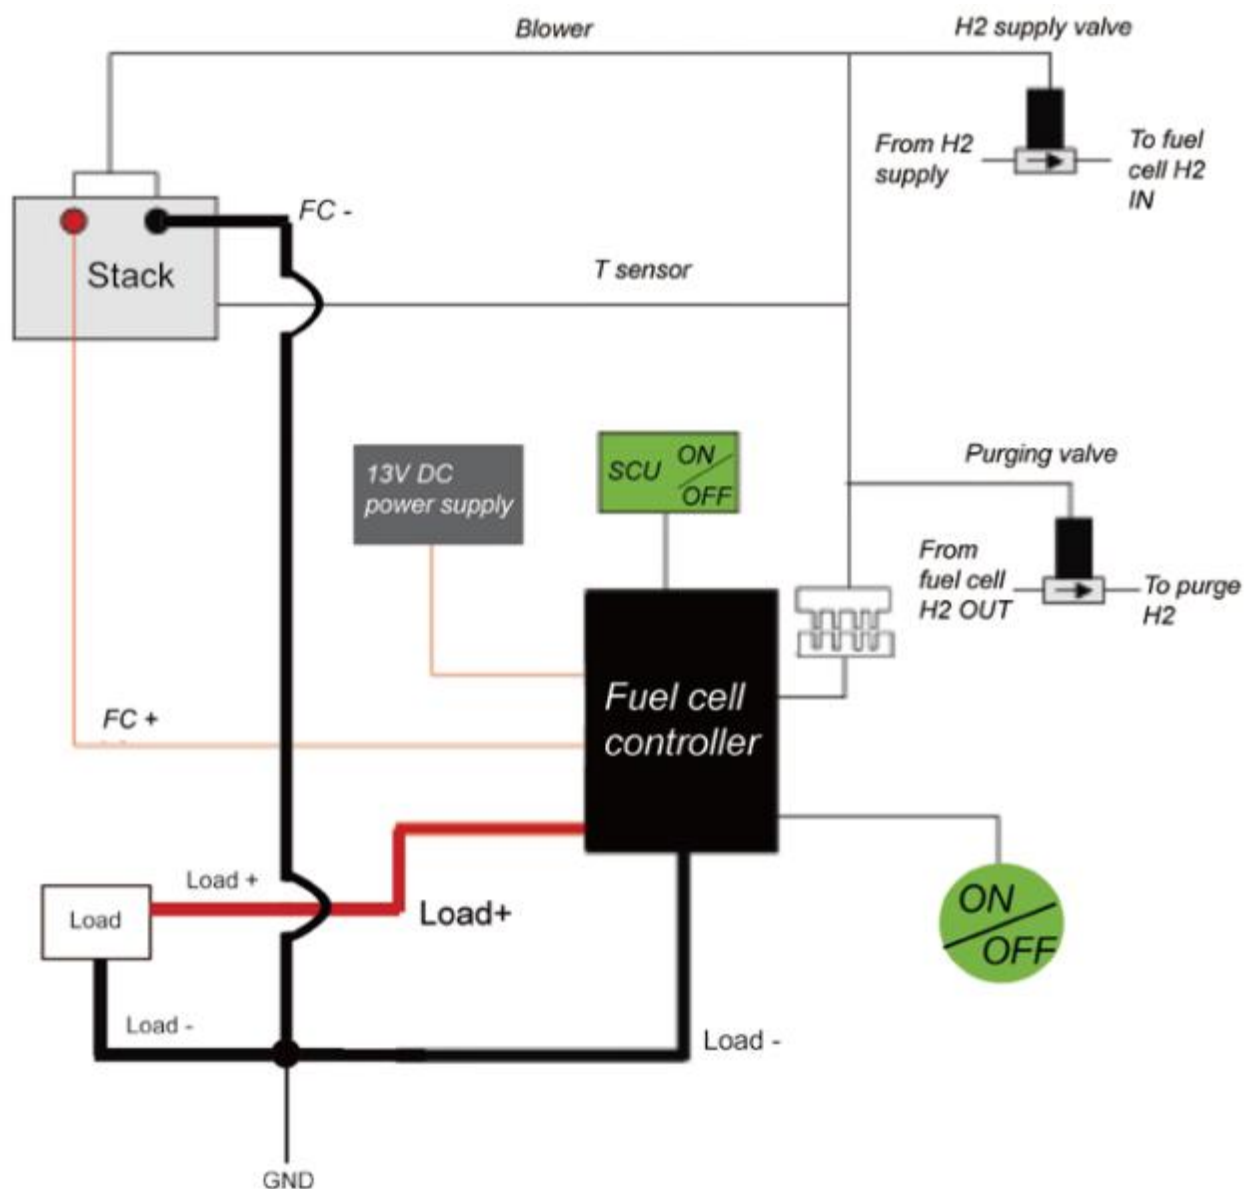 Blower
H2 supply valve
From H2
supply
To fuel
cell H2
IN
FC -
Stack
T sensor
13V DC
power supply
SCU ON
OFF
Purging valve
From
fuel cell
H2 OUT
To purge
H2
Fuel cell
controller
FC +
Load +
Load
Load+
ON
OFF
Load -
Load -
GND